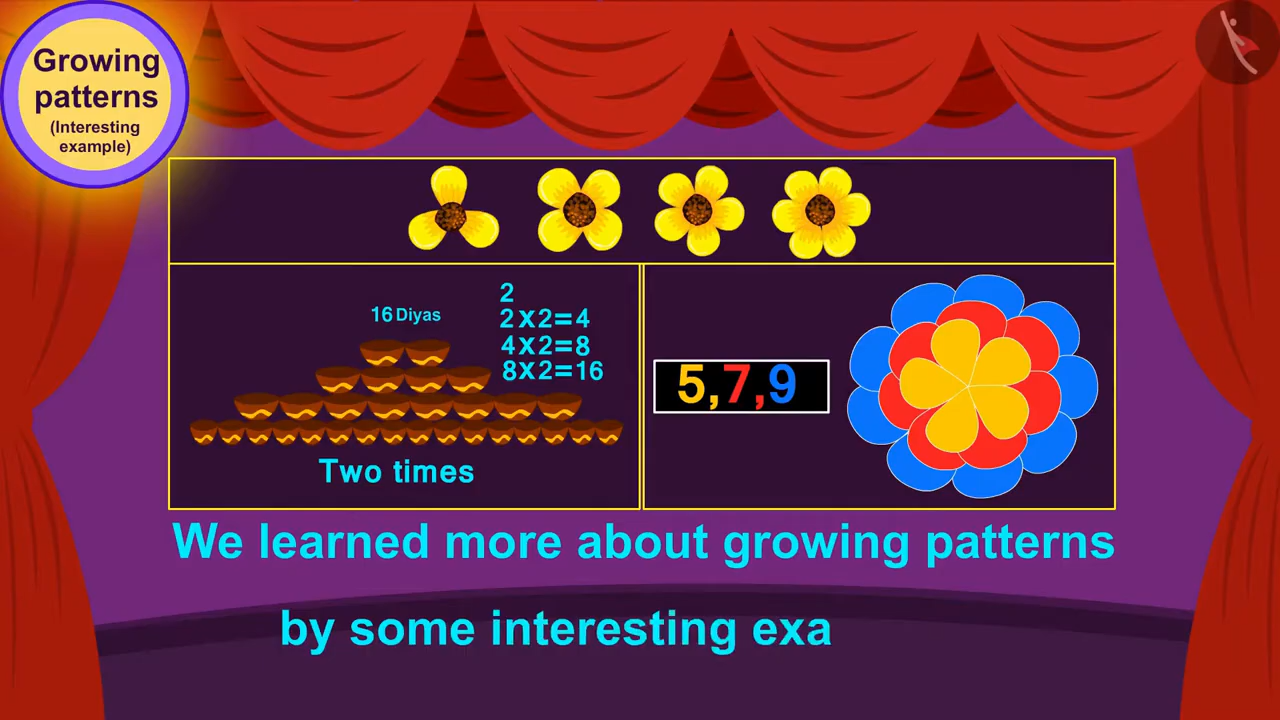 Growing
patterns
(Interesting
example)
16 Diyas
2
2x2=4
4x2=8
8x2=16
Two times
5,7,9
We learned more about growing patterns
by some interesting exa